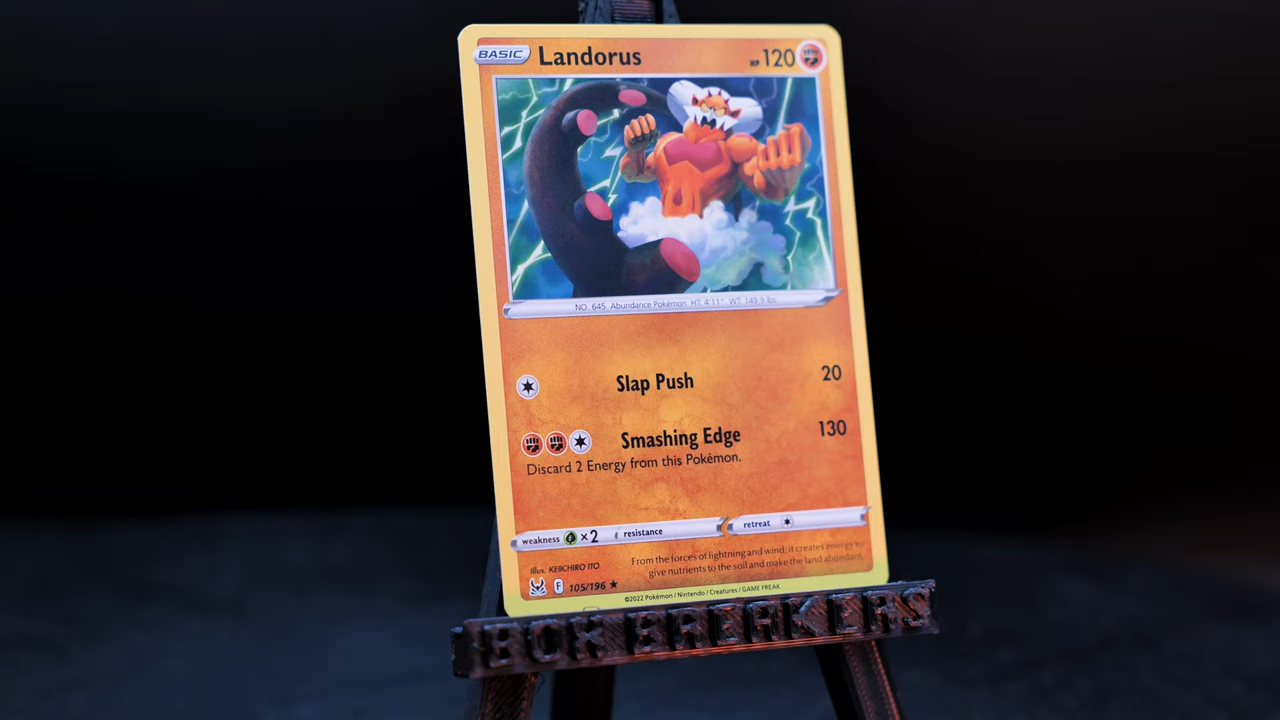 BASIC Landorus HP 120
NO. 645 Abundance Pokémon HT: 4'11" WT: 149.9 lbs.
Slap Push 20
Smashing Edge 130
Discard 2 Energy from this Pokémon.
weakness ×2 resistance retreat
Illus. KEIICHIRO ITO
From the forces of lightning and wind, it creates energy to
give nutrients to the soil and make the land abundant.
F 105/196 ★
©2022 Pokémon / Nintendo / Creatures / GAME FREAK
BOX BREAKERS